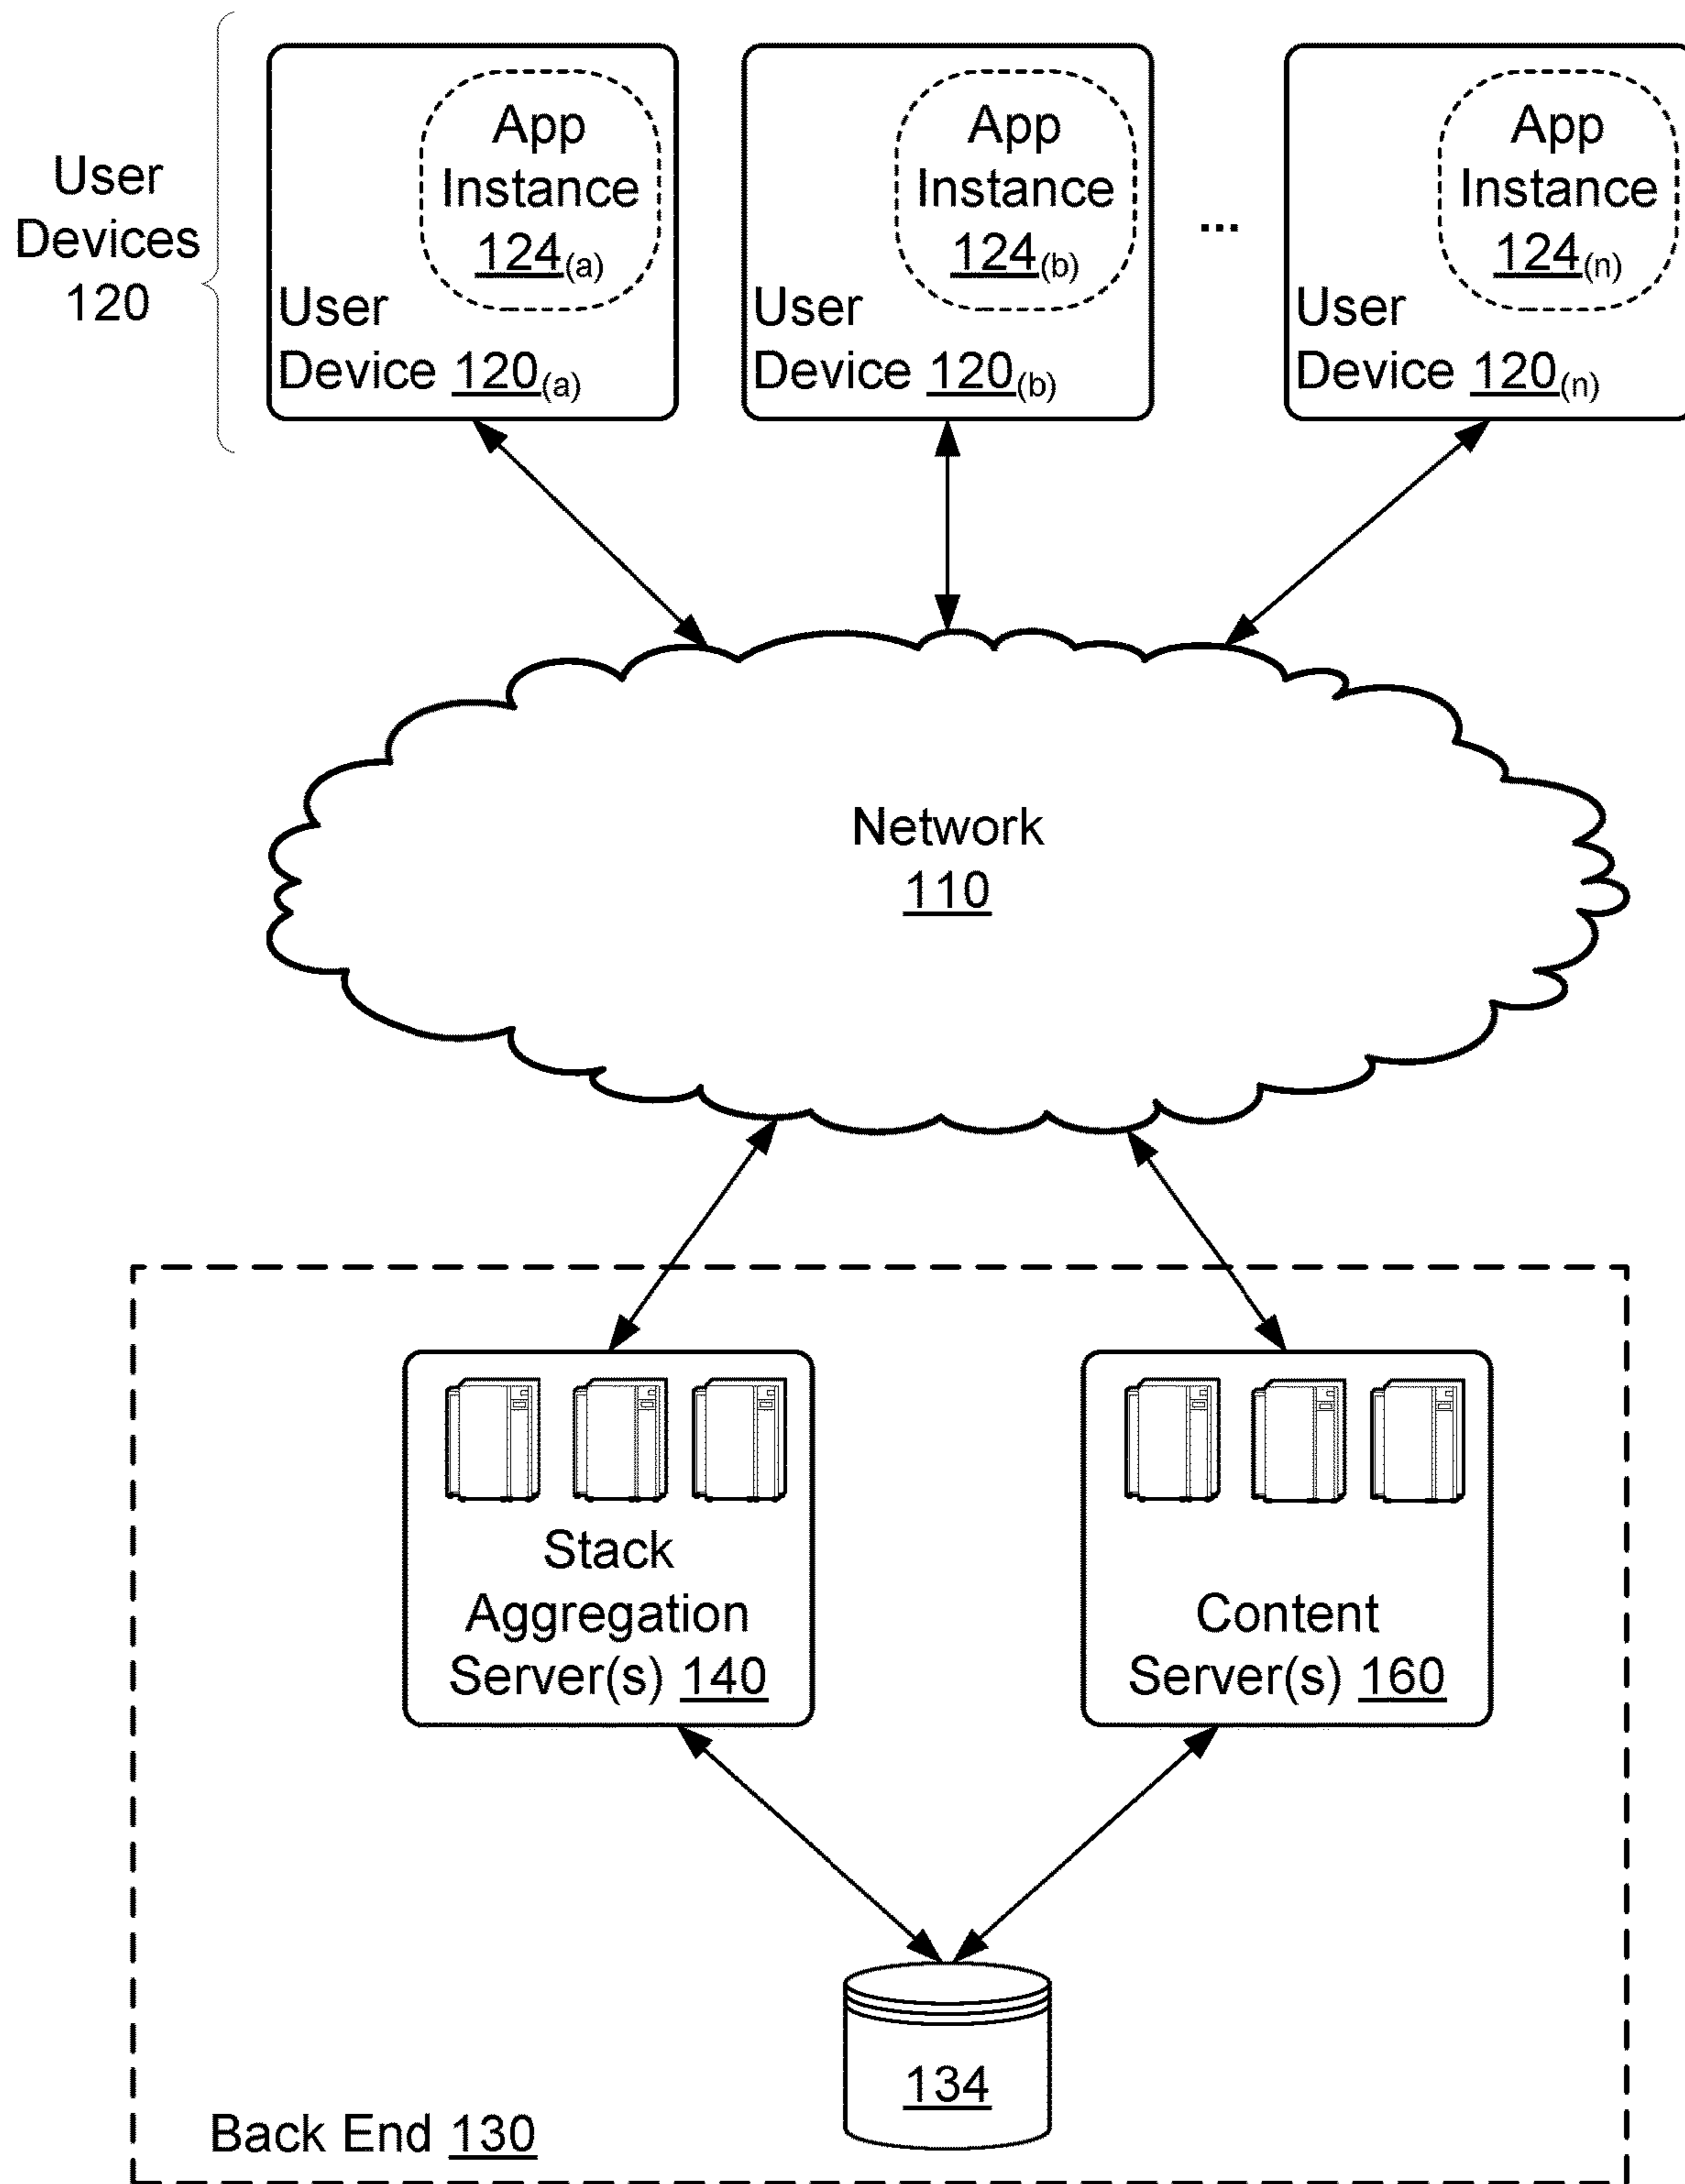 User
Devices
120
App
Instance
124(a)
User
Device 120(a)
App
Instance
124(b)
User
Device 120(b)
...
App
Instance
124(n)
User
Device 120(n)
Network
110
Stack
Aggregation
Server(s) 140
Content
Server(s) 160
134
Back End 130